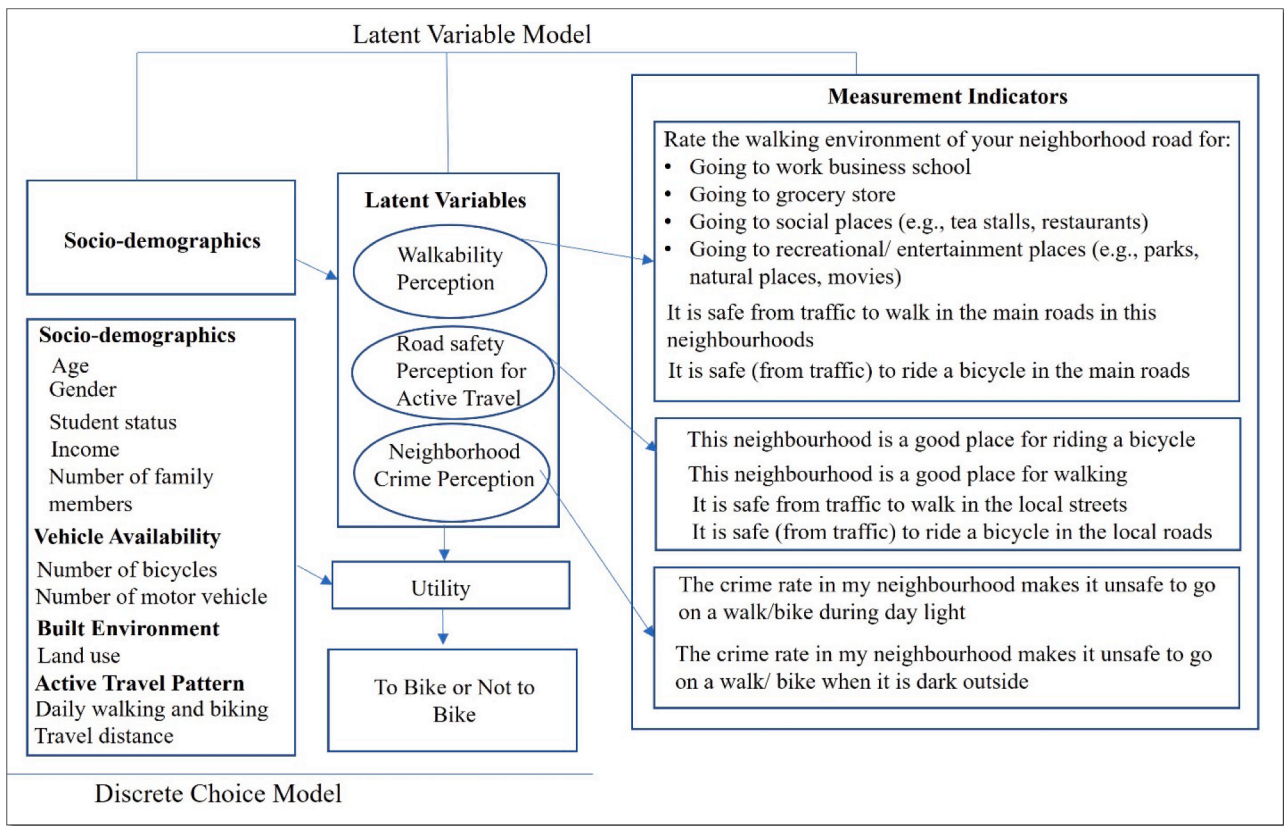 Latent Variable Model
Socio-demographics
Socio-demographics
Age
Gender
Student status
Income
Number of family
members
Vehicle Availability
Number of bicycles
Number of motor vehicle
Built Environment
Land use
Active Travel Pattern
Daily walking and biking
Travel distance
Latent Variables
Walkability
Perception
Road safety
Perception for
Active Travel
Neighborhood
Crime Perception
Utility
To Bike or Not to
Bike
Measurement Indicators
Rate the walking environment of your neighborhood road for:
• Going to work business school
• Going to grocery store
• Going to social places (e.g., tea stalls, restaurants)
• Going to recreational/ entertainment places (e.g., parks,
natural places, movies)
It is safe from traffic to walk in the main roads in this
neighbourhoods
It is safe (from traffic) to ride a bicycle in the main roads
This neighbourhood is a good place for riding a bicycle
This neighbourhood is a good place for walking
It is safe from traffic to walk in the local streets
It is safe (from traffic) to ride a bicycle in the local roads
The crime rate in my neighbourhood makes it unsafe to go
on a walk/bike during day light
The crime rate in my neighbourhood makes it unsafe to go
on a walk/ bike when it is dark outside
Discrete Choice Model